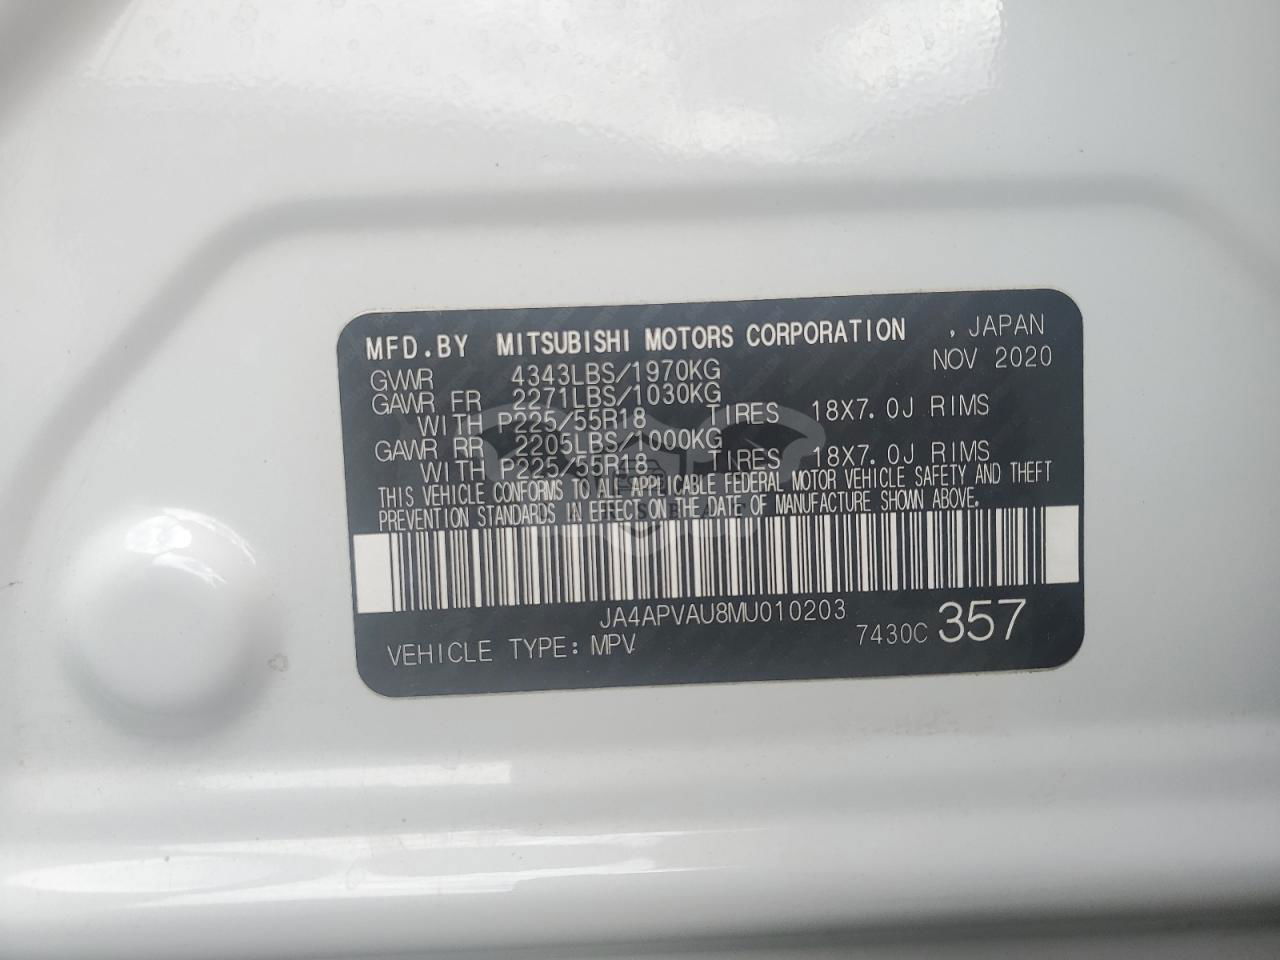 MFD.BY MITSUBISHI MOTORS CORPORATION , JAPAN
NOV 2020
GVWR 4343LBS/1970KG
GAWR FR 2271LBS/1030KG
WITH P225/55R18 TIRES 18X7.0J RIMS
GAWR RR 2205LBS/1000KG
WITH P225/55R18 TIRES 18X7.0J RIMS
THIS VEHICLE CONFORMS TO ALL APPLICABLE FEDERAL MOTOR VEHICLE SAFETY AND THEFT
PREVENTION STANDARDS IN EFFECT ON THE DATE OF MANUFACTURE SHOWN ABOVE.
JA4APVAU8MU010203
VEHICLE TYPE: MPV 7430C 357